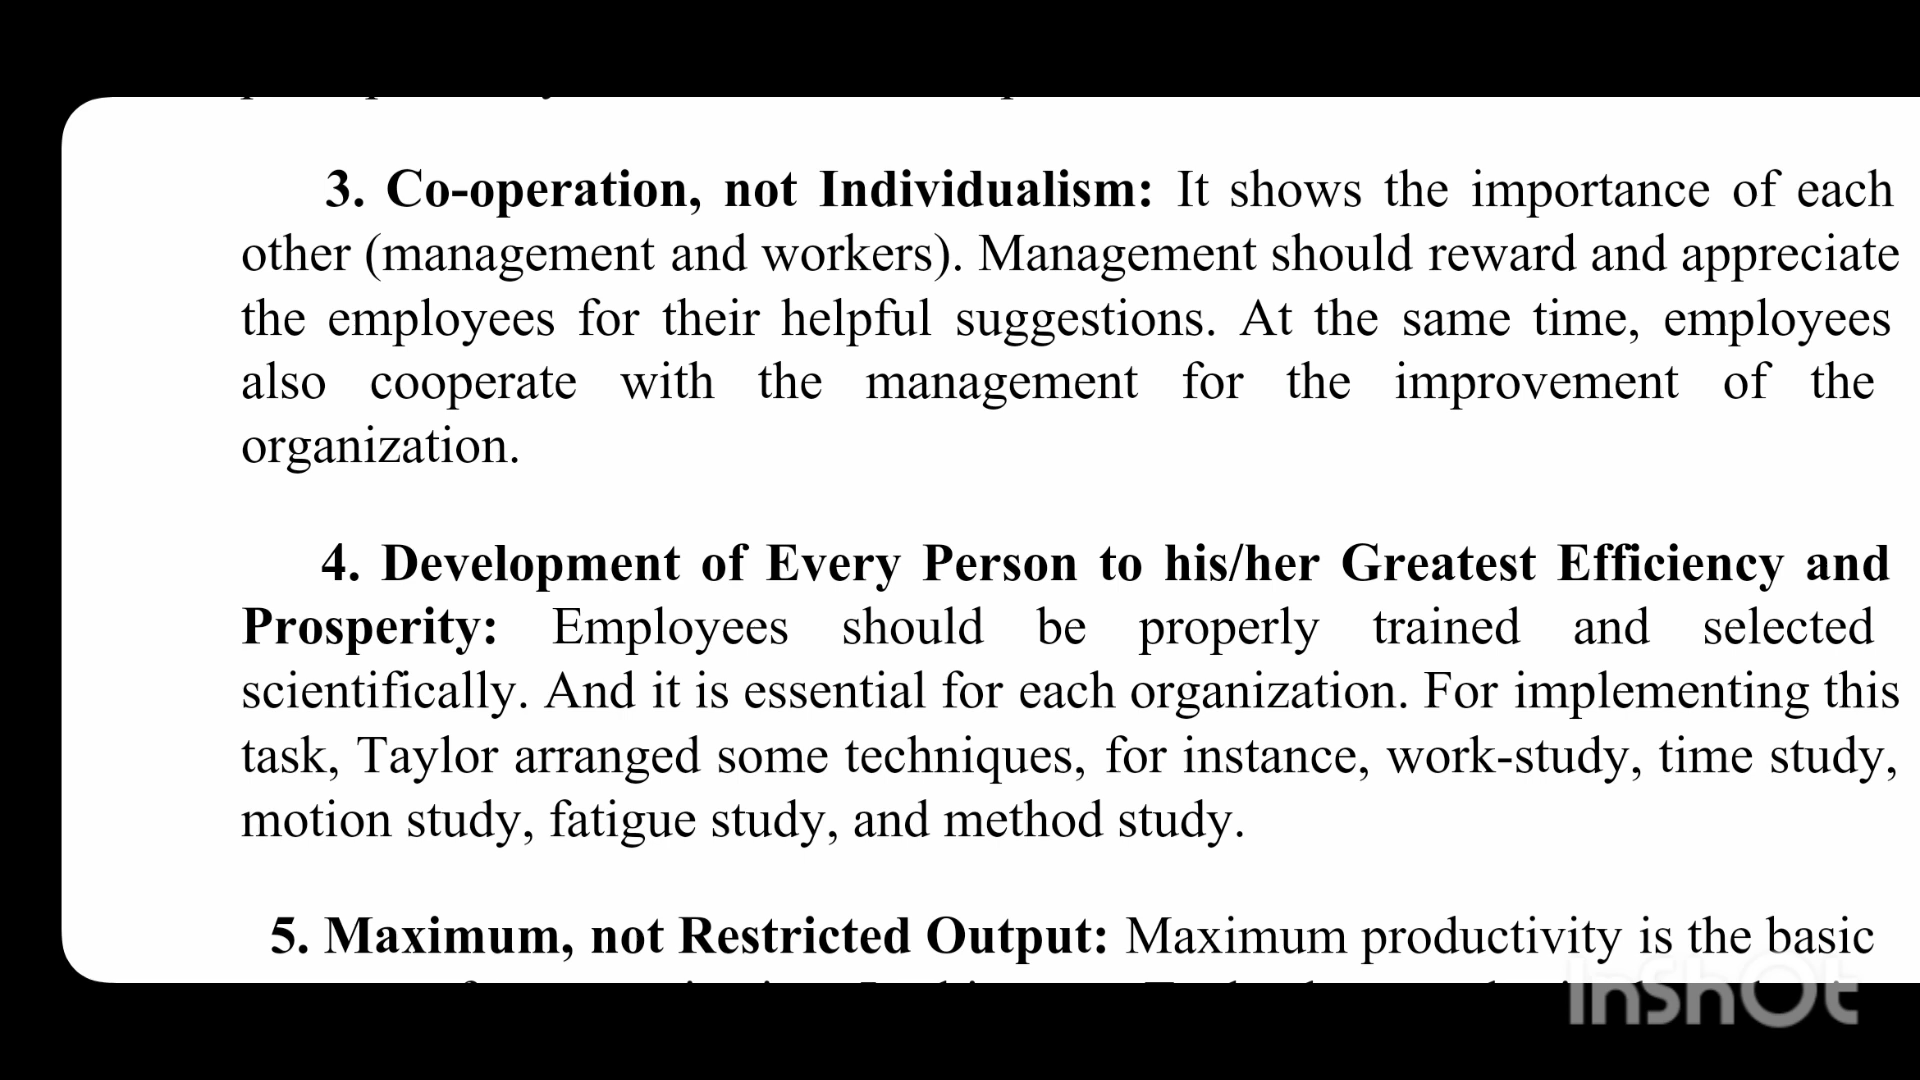 3. Co-operation, not Individualism: It shows the importance of each
other (management and workers). Management should reward and appreciate
the employees for their helpful suggestions. At the same time, employees
also cooperate with the management for the improvement of the
organization.
4. Development of Every Person to his/her Greatest Efficiency and
Prosperity: Employees should be properly trained and selected
scientifically. And it is essential for each organization. For implementing this
task, Taylor arranged some techniques, for instance, work-study, time study,
motion study, fatigue study, and method study.
5. Maximum, not Restricted Output: Maximum productivity is the basic
InShOt